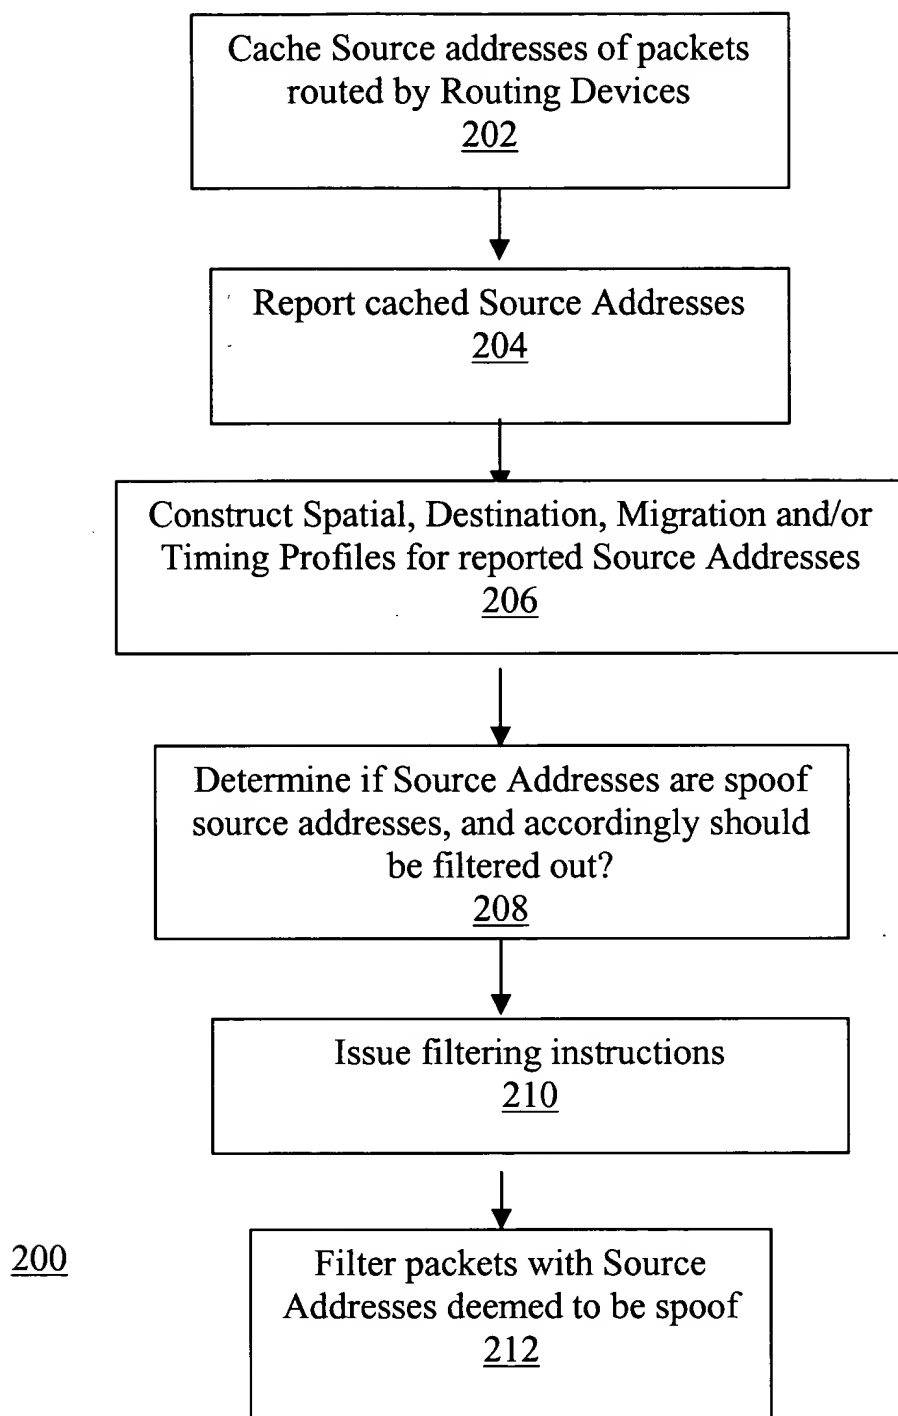 Cache Source addresses of packets
routed by Routing Devices
202
Report cached Source Addresses
204
Construct Spatial, Destination, Migration and/or
Timing Profiles for reported Source Addresses
206
Determine if Source Addresses are spoof
source addresses, and accordingly should
be filtered out?
208
Issue filtering instructions
210
200
Filter packets with Source
Addresses deemed to be spoof
212